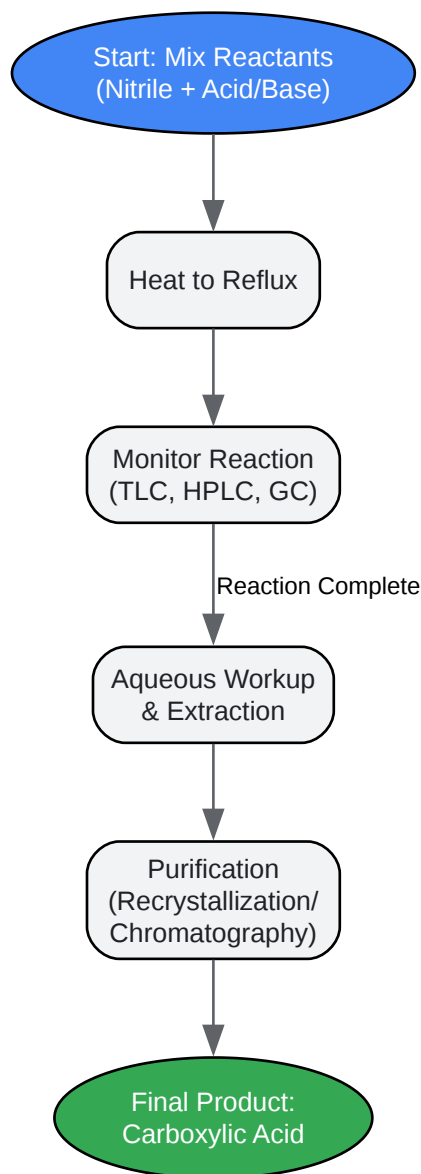 Start: Mix Reactants
(Nitrile + Acid/Base)
Heat to Reflux
Monitor Reaction
(TLC, HPLC, GC)
Reaction Complete
Aqueous Workup
& Extraction
Purification
(Recrystallization/
Chromatography)
Final Product:
Carboxylic Acid